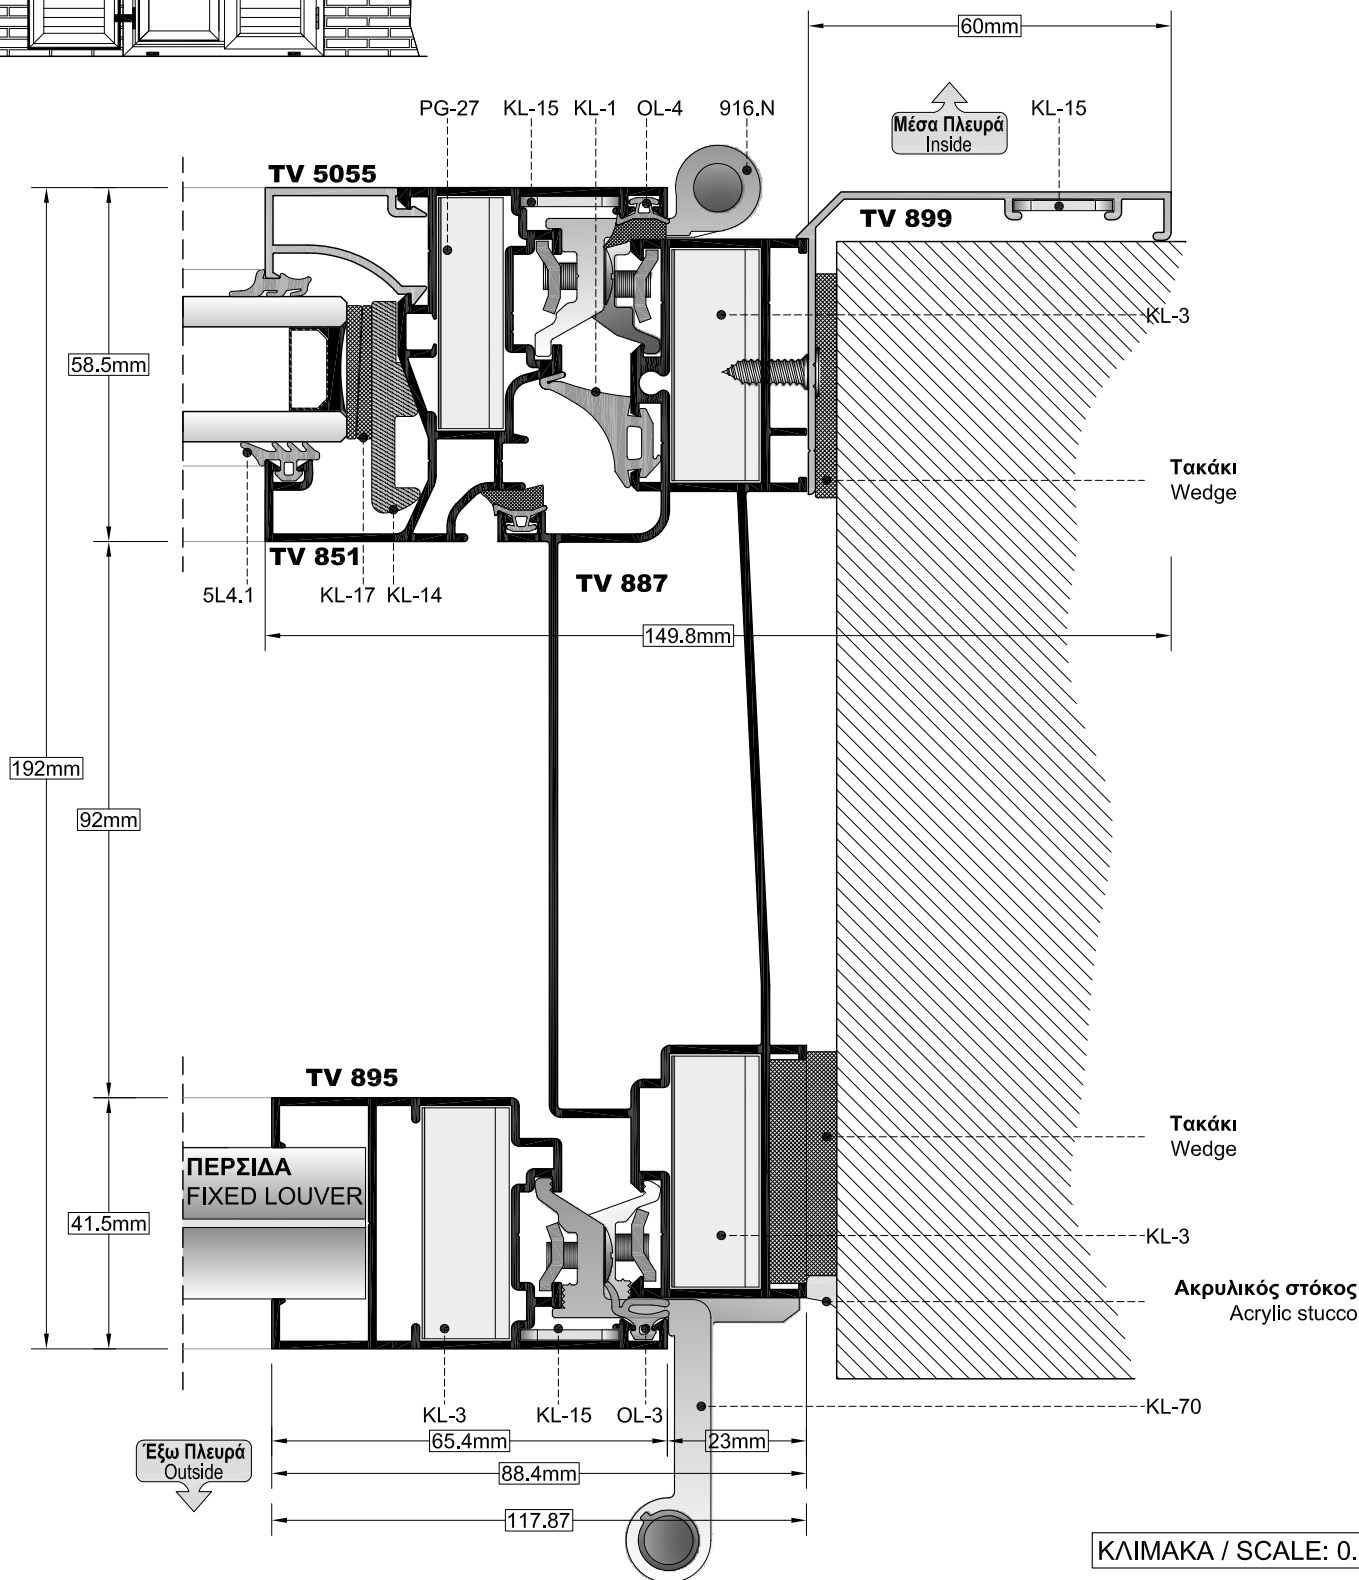 60mm
PG-27
KL-15
KL-1
OL-4
916.N
Μέσα Πλευρά
Inside
KL-15
TV 5055
TV 899
KL-3
58.5mm
Τακάκι
Wedge
TV 851
TV 887
5L4.1
KL-17
KL-14
149.8mm
192mm
92mm
TV 895
Τακάκι
Wedge
ΠΕΡΣΙΔΑ
FIXED LOUVER
41.5mm
KL-3
Ακρυλικός στόκος
Acrylic stucco
KL-3
KL-15
OL-3
KL-70
65.4mm
23mm
Έξω Πλευρά
Outside
88.4mm
117.87
ΚΛΙΜΑΚΑ / SCALE: 0.